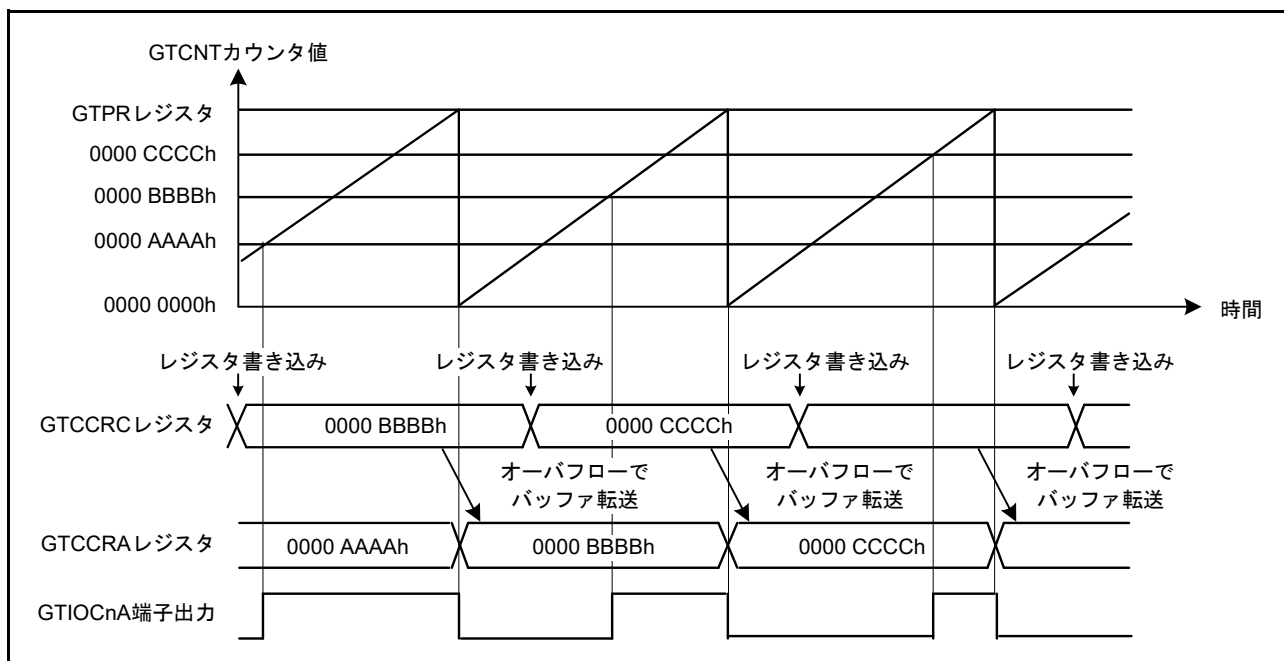 GTCNTカウンタ値
GTPRレジスタ
0000 CCCCh
0000 BBBBh
0000 AAAAh
0000 0000h
時間
レジスタ書き込み
レジスタ書き込み
レジスタ書き込み
レジスタ書き込み
GTCCRCレジスタ
0000 BBBBh
0000 CCCCh
オーバフローで
バッファ転送
オーバフローで
バッファ転送
オーバフローで
バッファ転送
GTCCRAレジスタ
0000 AAAAh
0000 BBBBh
0000 CCCCh
GTIOCnA端子出力